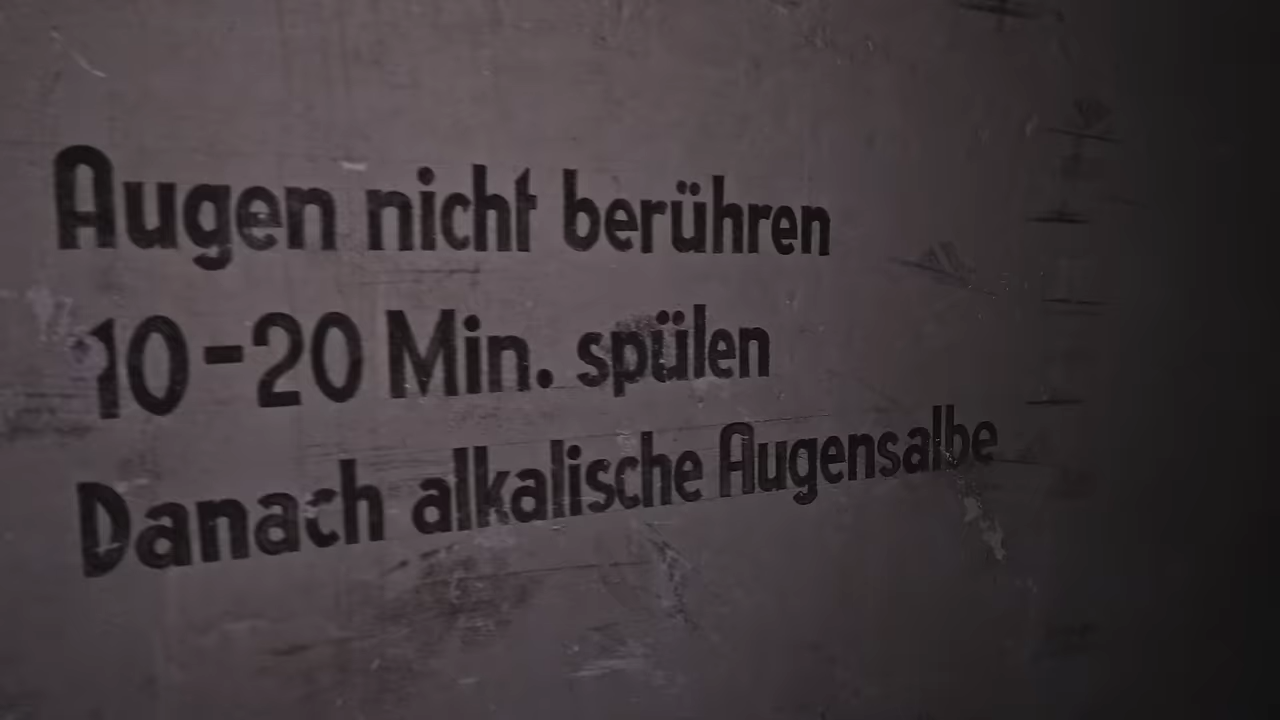 Augen nicht berühren
10-20 Min. spülen
Danach alkalische Augensalbe